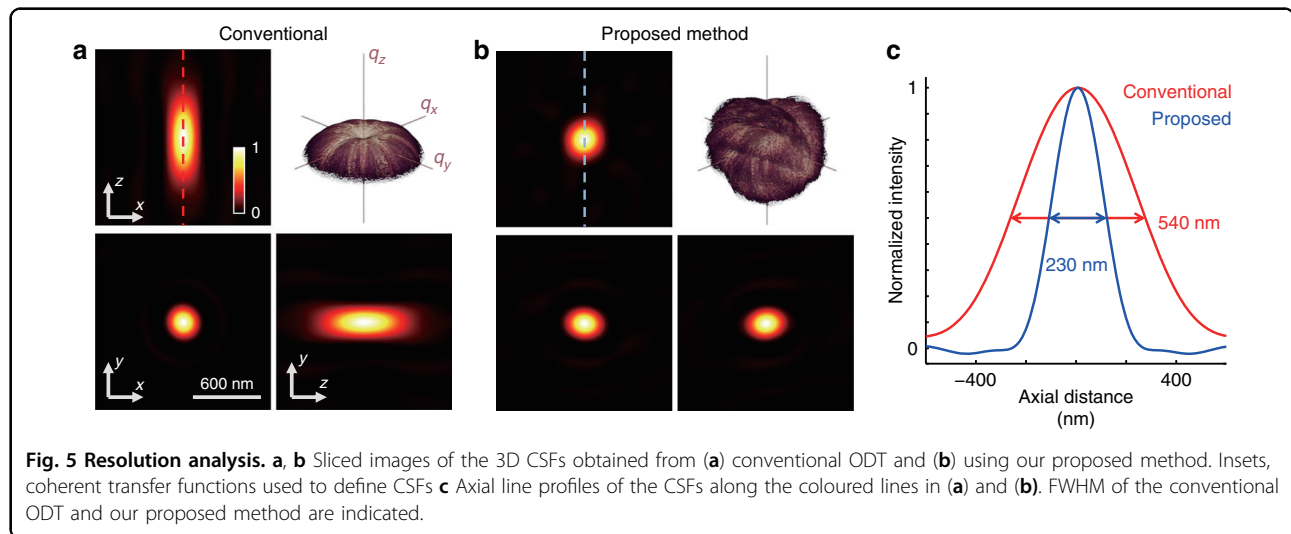 Conventional
Proposed method
a
b
c
q_z
q_x
q_y
1
0
z
x
y
x
600 nm
y
z
1
0
Normalized intensity
Conventional
Proposed
540 nm
230 nm
−400
400
Axial distance
(nm)
Fig. 5 Resolution analysis. a, b Sliced images of the 3D CSFs obtained from (a) conventional ODT and (b) using our proposed method. Insets,
coherent transfer functions used to define CSFs c Axial line profiles of the CSFs along the coloured lines in (a) and (b). FWHM of the conventional
ODT and our proposed method are indicated.